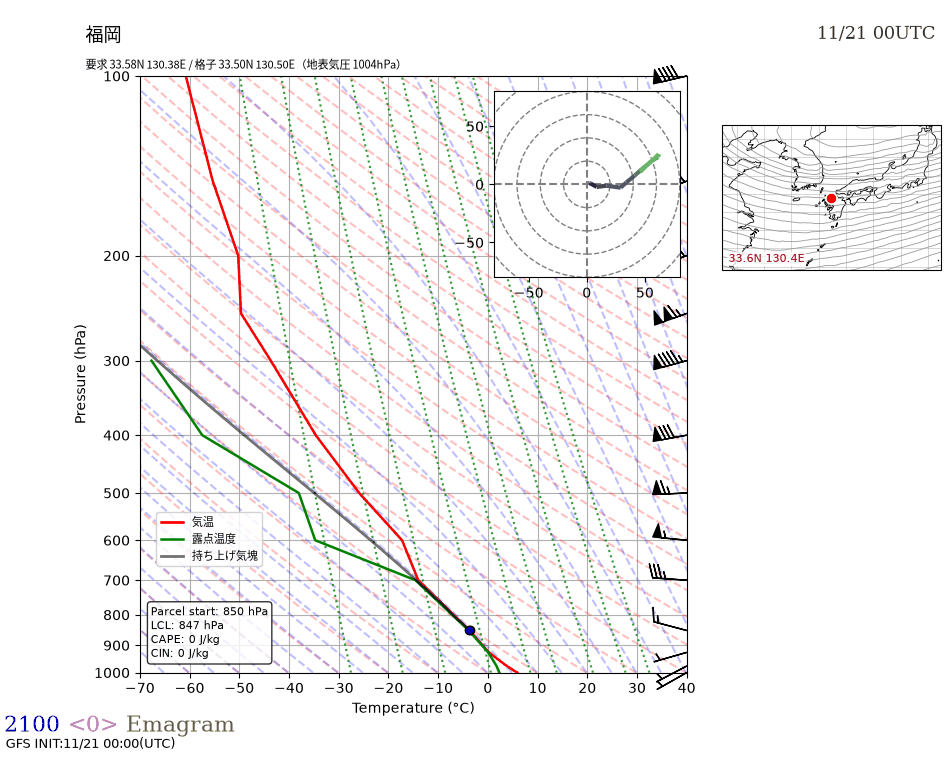 福岡
11/21 00UTC
要求 33.58N 130.38E / 格子 33.50N 130.50E（地表気圧 1004hPa）
100
200
300
400
500
600
700
800
900
1000
Pressure (hPa)
50
0
−50
−50 0 50
33.6N 130.4E
気温
露点温度
持ち上げ気塊
Parcel start: 850 hPa
LCL: 847 hPa
CAPE: 0 J/kg
CIN: 0 J/kg
−70 −60 −50 −40 −30 −20 −10 0 10 20 30 40
Temperature (°C)
2100 <0> Emagram
GFS INIT:11/21 00:00(UTC)